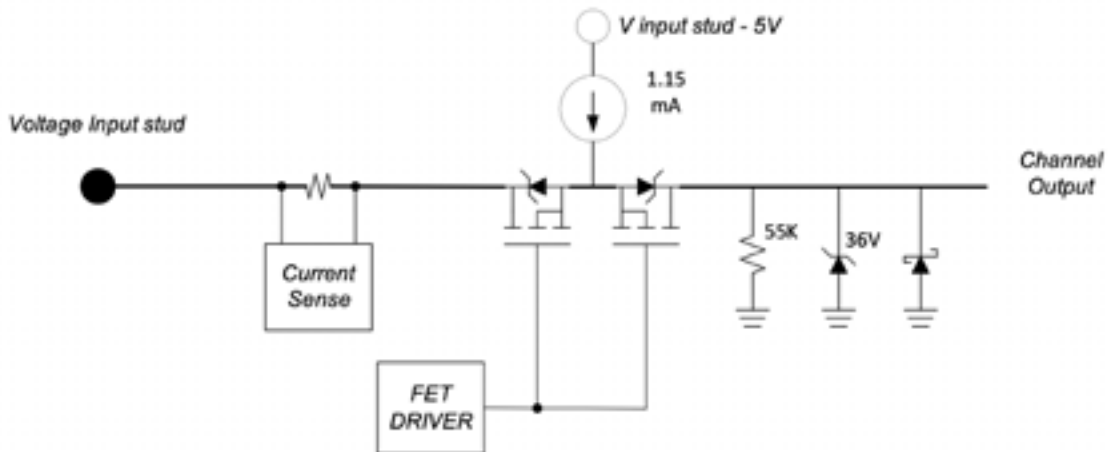 V input stud - 5V
1.15
mA
Voltage Input stud
Channel
Output
55K
36V
Current
Sense
FET
DRIVER